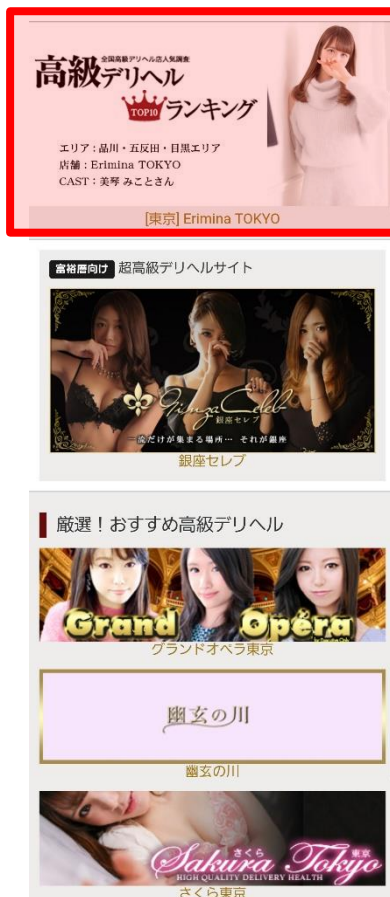 全国高級デリヘル店人気調査
高級デリヘル
TOP10 ランキング
エリア：品川・五反田・目黒エリア
店舗：Erimina TOKYO
CAST：美琴 みことさん
[東京] Erimina TOKYO
富裕層向け 超高級デリヘルサイト
Ginza Celeb
銀座セレブ
一流だけが集まる場所… それが銀座
銀座セレブ
厳選！おすすめ高級デリヘル
Grand Opera
グランドオペラ東京
幽玄の川
幽玄の川
さくら 東京
Sakura Tokyo
HIGH QUALITY DELIVERY HEALTH
さくら東京